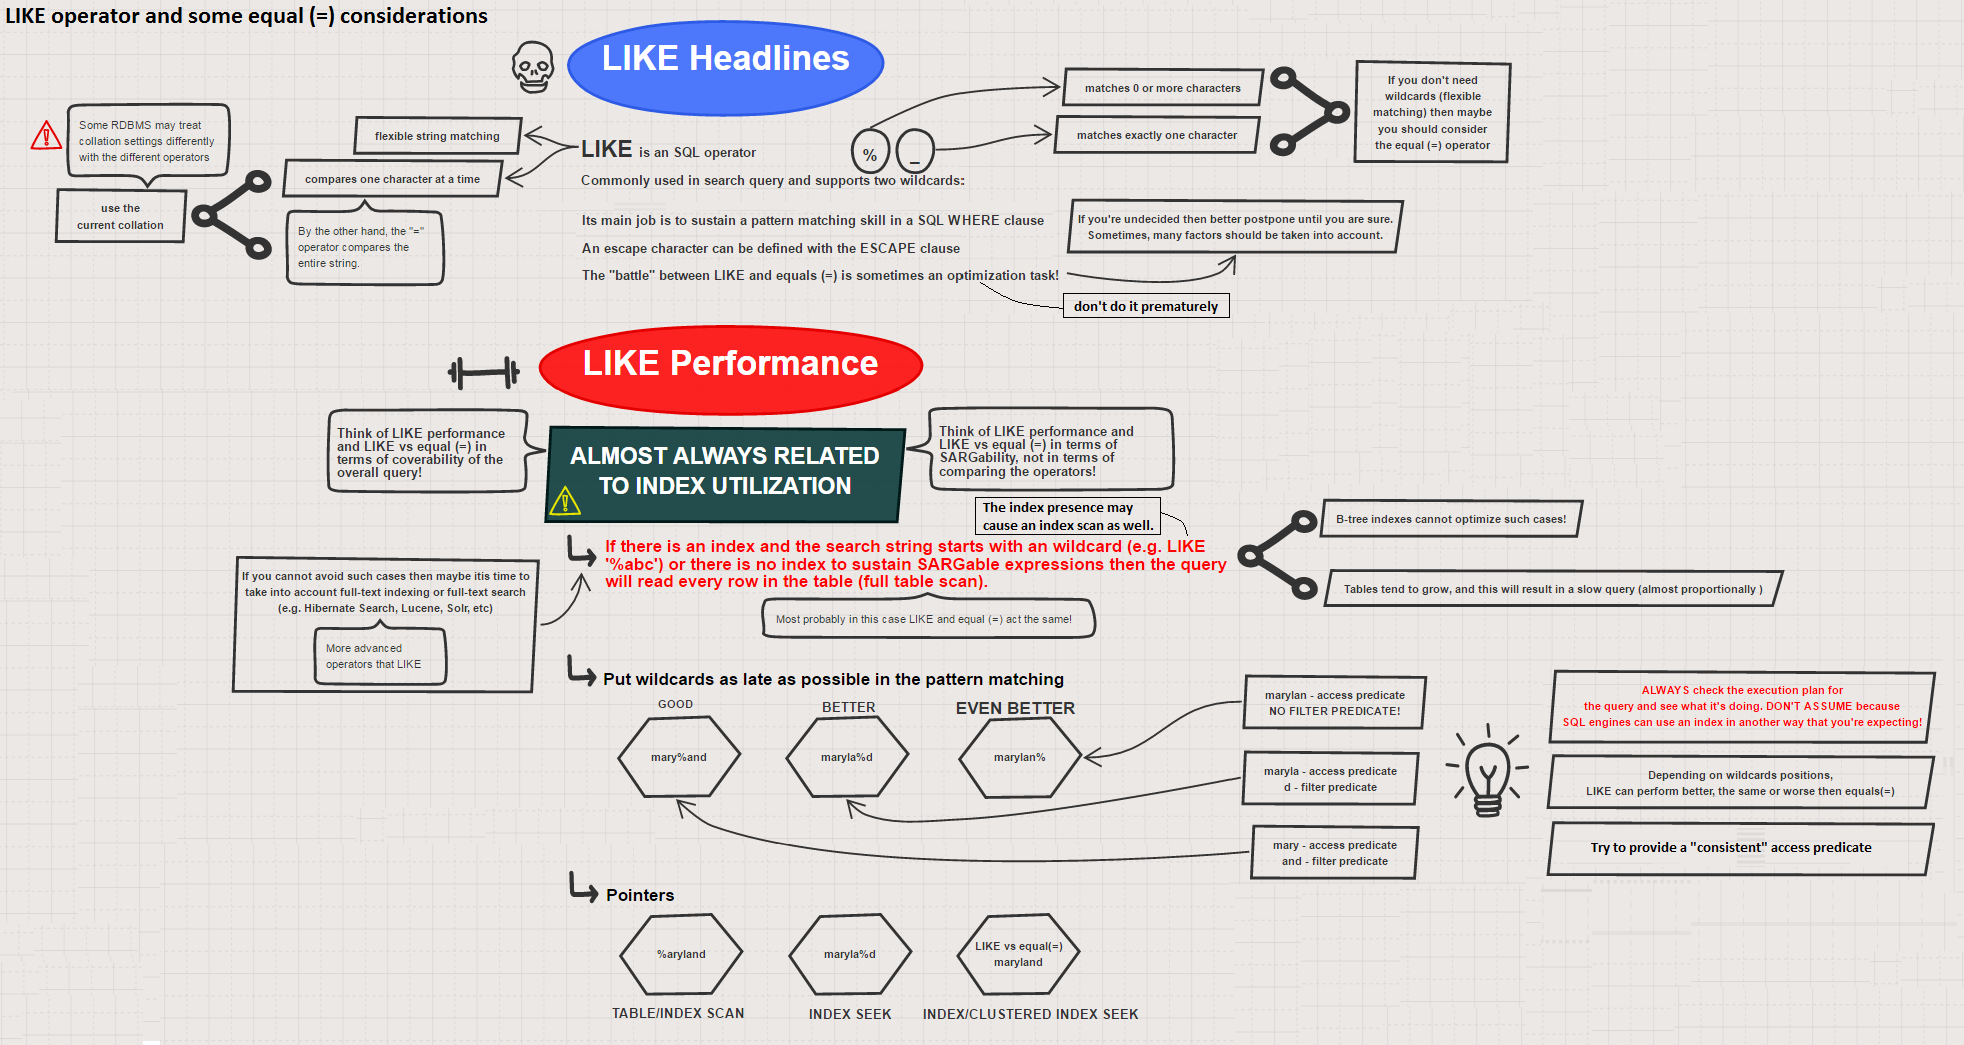 LIKE operator and some equal (=) considerations
LIKE Headlines
Some RDBMS may treat
collation settings differently
with the different operators
use the
current collation
flexible string matching
compares one character at a time
By the other hand, the "="
operator compares the
entire string.
LIKE is an SQL operator
Commonly used in search query and supports two wildcards:
%
_
matches 0 or more characters
matches exactly one character
If you don't need
wildcards (flexible
matching) then maybe
you should consider
the equal (=) operator
Its main job is to sustain a pattern matching skill in a SQL WHERE clause
An escape character can be defined with the ESCAPE clause
The "battle" between LIKE and equals (=) is sometimes an optimization task!
If you're undecided then better postpone until you are sure.
Sometimes, many factors should be taken into account.
don't do it prematurely
LIKE Performance
Think of LIKE performance
and LIKE vs equal (=) in
terms of coverability of the
overall query!
ALMOST ALWAYS RELATED
TO INDEX UTILIZATION
Think of LIKE performance and
LIKE vs equal (=) in terms of
SARGability, not in terms of
comparing the operators!
The index presence may
cause an index scan as well.
If there is an index and the search string starts with an wildcard (e.g. LIKE
'%abc') or there is no index to sustain SARGable expressions then the query
will read every row in the table (full table scan).
Most probably in this case LIKE and equal (=) act the same!
B-tree indexes cannot optimize such cases!
Tables tend to grow, and this will result in a slow query (almost proportionally )
If you cannot avoid such cases then maybe itis time to
take into account full-text indexing or full-text search
(e.g. Hibernate Search, Lucene, Solr, etc)
More advanced
operators that LIKE
Put wildcards as late as possible in the pattern matching
GOOD
mary%and
BETTER
maryla%d
EVEN BETTER
marylan%
marylan - access predicate
NO FILTER PREDICATE!
maryla - access predicate
d - filter predicate
mary - access predicate
and - filter predicate
ALWAYS check the execution plan for
the query and see what it's doing. DON'T ASSUME because
SQL engines can use an index in another way that you're expecting!
Depending on wildcards positions,
LIKE can perform better, the same or worse then equals(=)
Try to provide a "consistent" access predicate
Pointers
%aryland
TABLE/INDEX SCAN
maryla%d
INDEX SEEK
LIKE vs equal(=)
maryland
INDEX/CLUSTERED INDEX SEEK